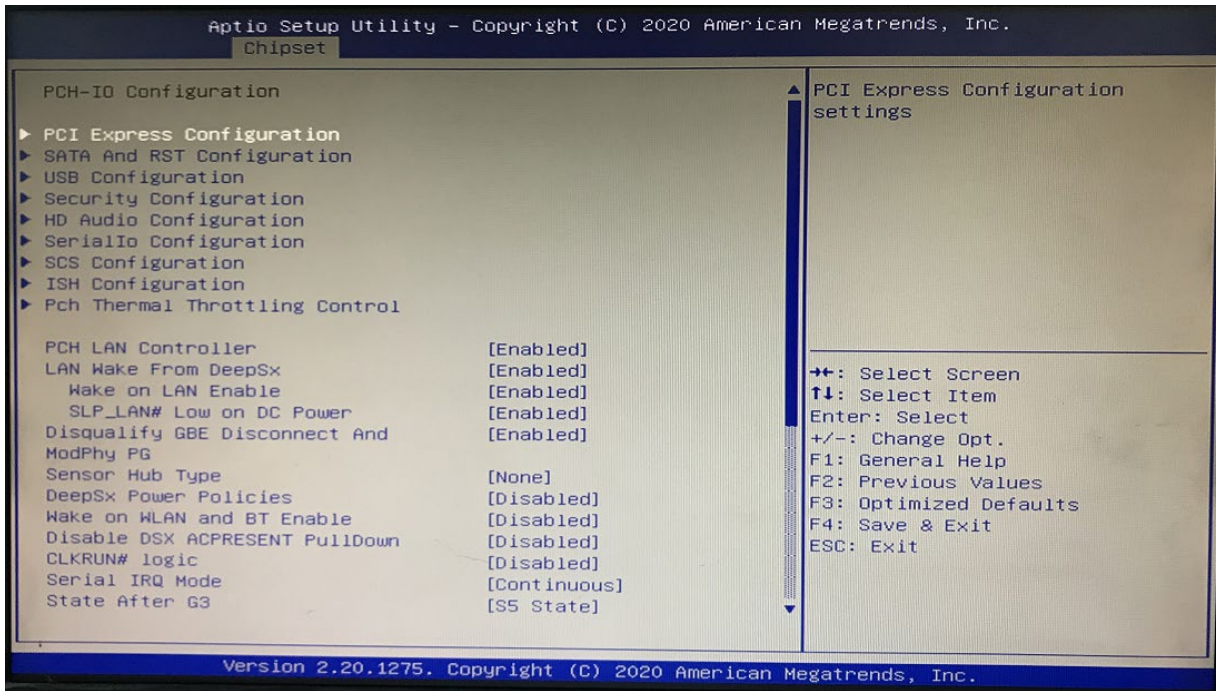 Aptio Setup Utility – Copyright (C) 2020 American Megatrends, Inc.
Chipset
PCH-IO Configuration
PCI Express Configuration
SATA And RST Configuration
USB Configuration
Security Configuration
HD Audio Configuration
SerialIo Configuration
SCS Configuration
ISH Configuration
Pch Thermal Throttling Control
PCH LAN Controller [Enabled]
LAN Wake From DeepSx [Enabled]
Wake on LAN Enable [Enabled]
SLP_LAN# Low on DC Power [Enabled]
Disqualify GBE Disconnect And [Enabled]
ModPhy PG
Sensor Hub Type [None]
DeepSx Power Policies [Disabled]
Wake on WLAN and BT Enable [Disabled]
Disable DSX ACPRESENT PullDown [Disabled]
CLKRUN# logic [Disabled]
Serial IRQ Mode [Continuous]
State After G3 [S5 State]
PCI Express Configuration
settings
→←: Select Screen
↑↓: Select Item
Enter: Select
+/-: Change Opt.
F1: General Help
F2: Previous Values
F3: Optimized Defaults
F4: Save & Exit
ESC: Exit
Version 2.20.1275. Copyright (C) 2020 American Megatrends, Inc.